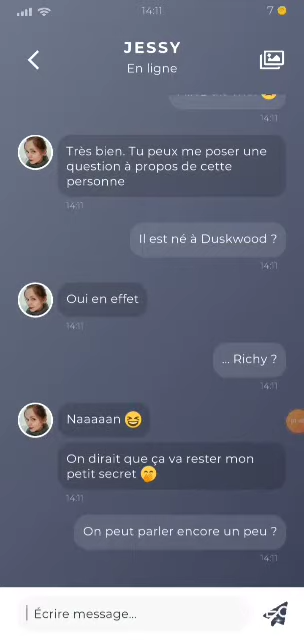 14:11
7
JESSY
En ligne
14:11
Très bien. Tu peux me poser une
question à propos de cette
personne
14:11
Il est né à Duskwood ?
14:11
Oui en effet
14:11
... Richy ?
14:11
Naaaaan 😆
On dirait que ça va rester mon
petit secret 🤭
14:11
On peut parler encore un peu ?
14:11
Écrire message...